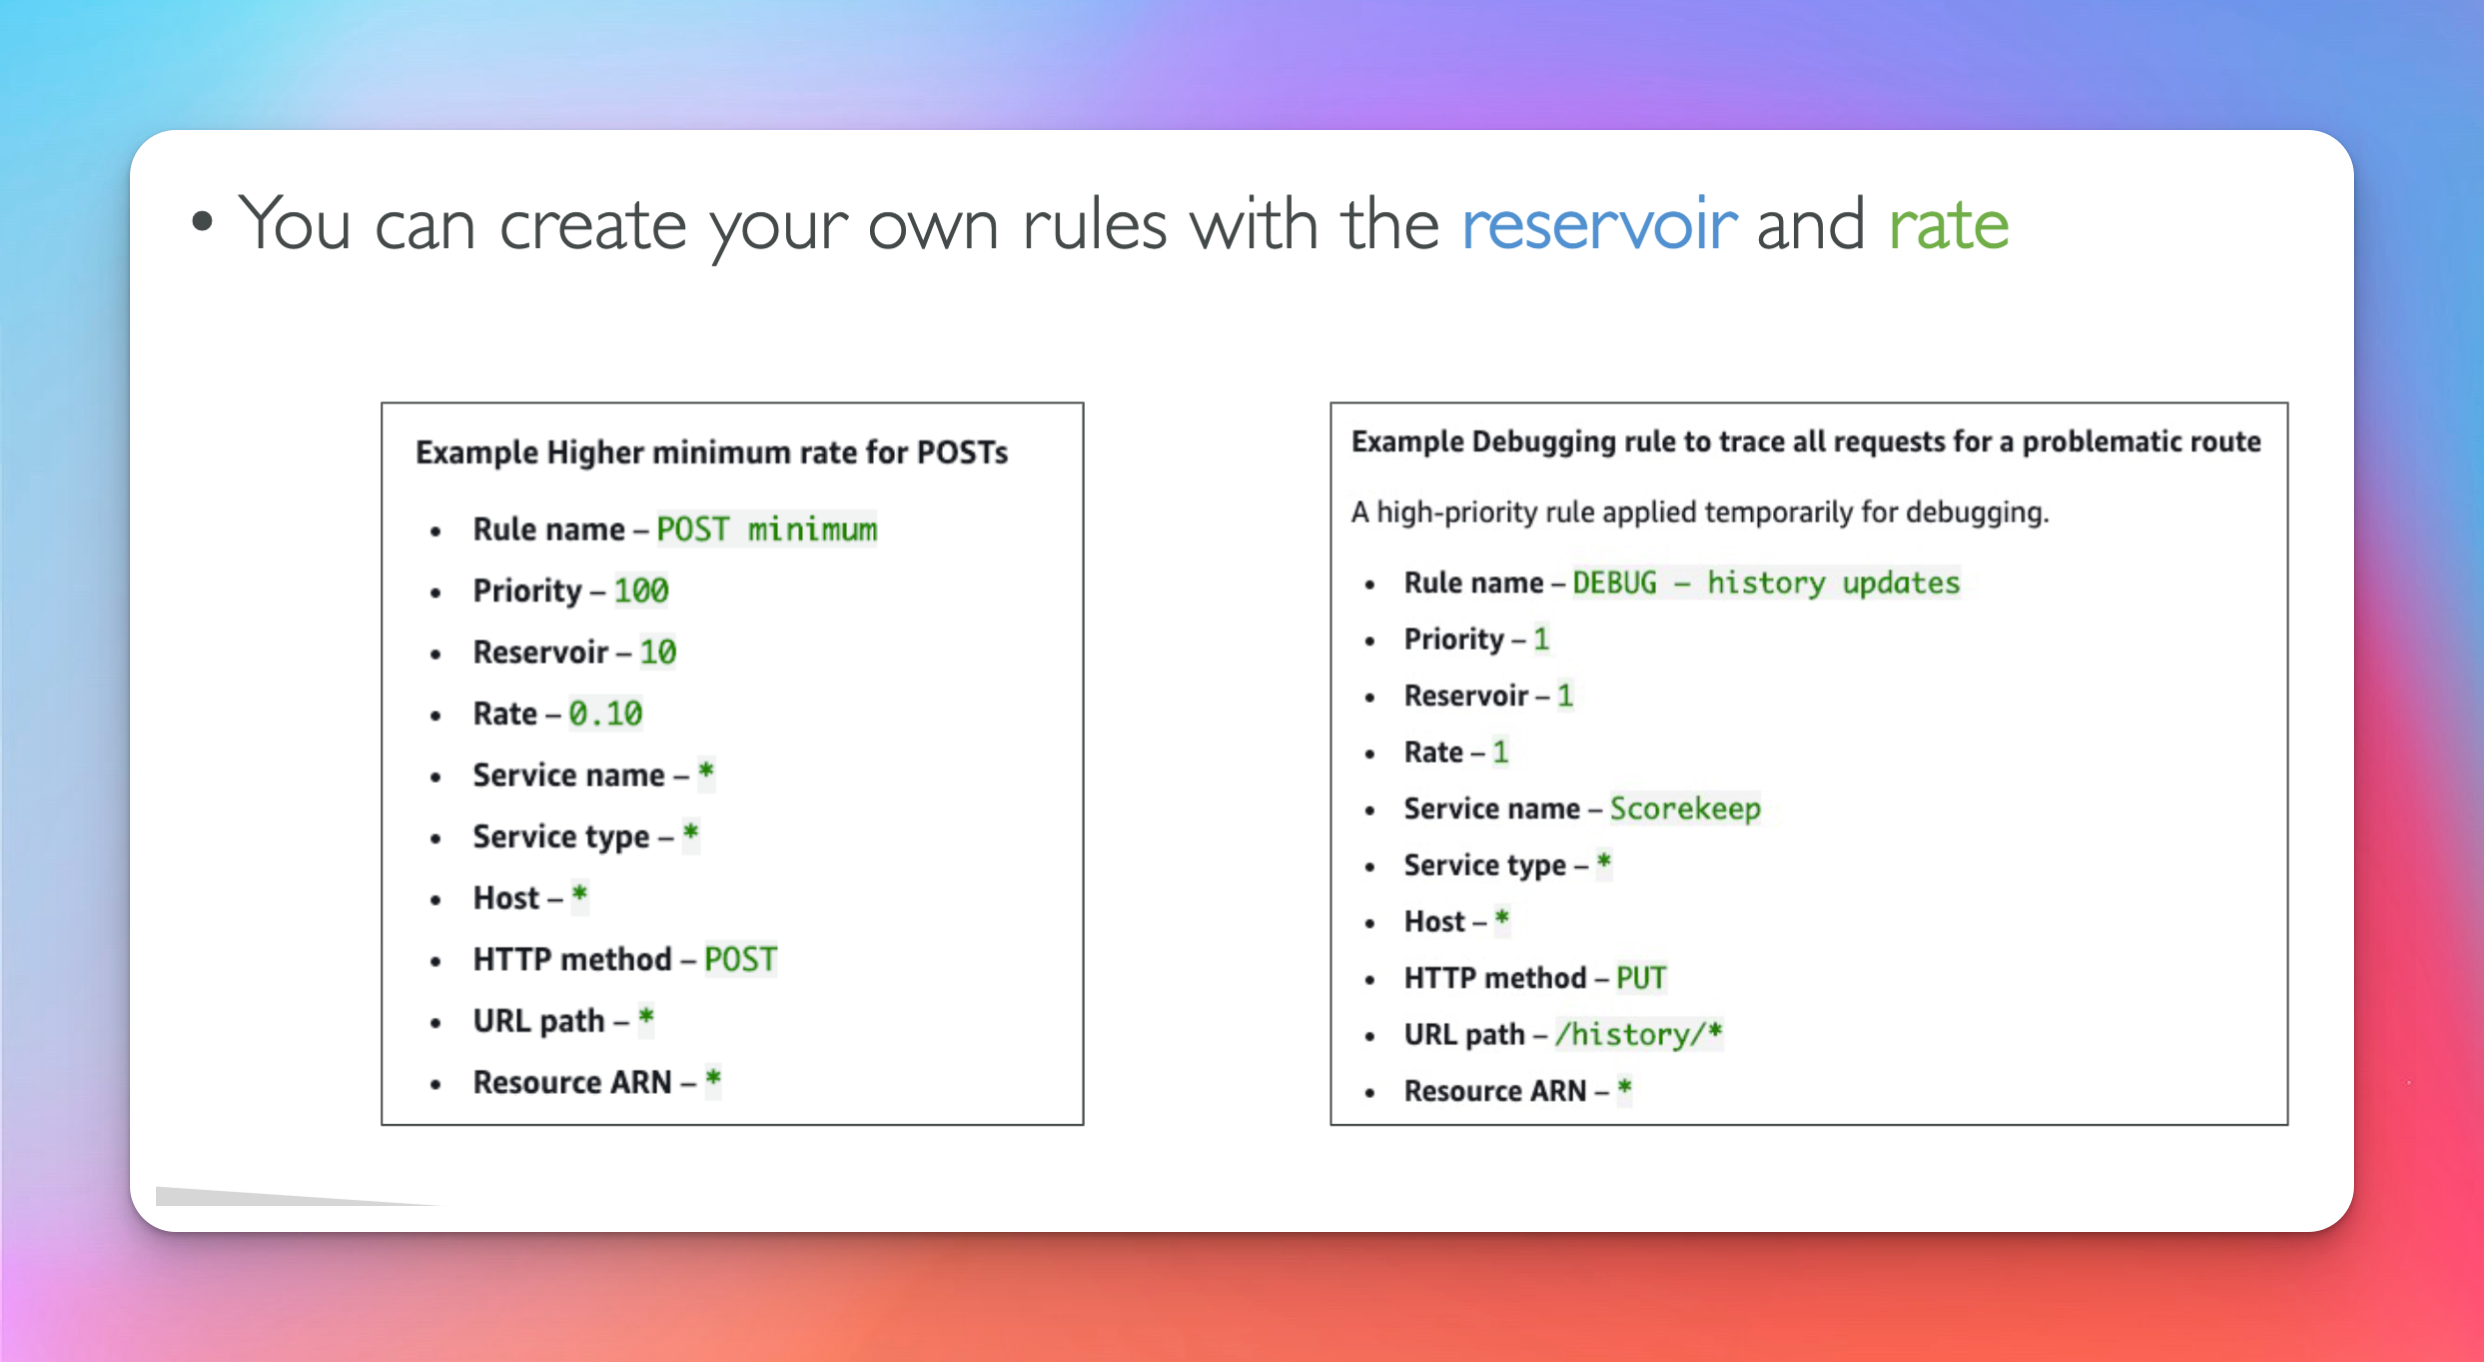 • You can create your own rules with the reservoir and rate
Example Higher minimum rate for POSTs
• Rule name – POST minimum
• Priority – 100
• Reservoir – 10
• Rate – 0.10
• Service name – *
• Service type – *
• Host – *
• HTTP method – POST
• URL path – *
• Resource ARN – *
Example Debugging rule to trace all requests for a problematic route
A high-priority rule applied temporarily for debugging.
• Rule name – DEBUG – history updates
• Priority – 1
• Reservoir – 1
• Rate – 1
• Service name – Scorekeep
• Service type – *
• Host – *
• HTTP method – PUT
• URL path – /history/*
• Resource ARN – *